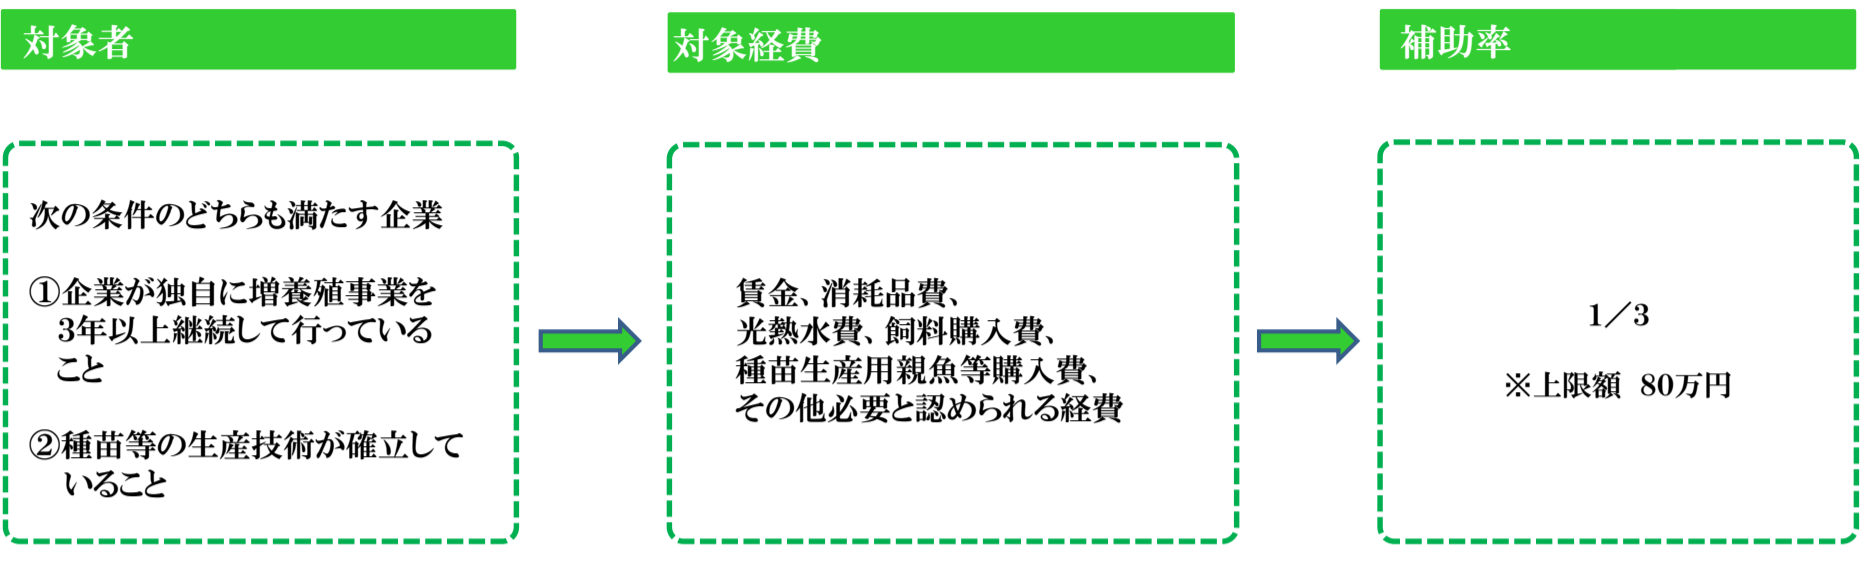 対象者
次の条件のどちらも満たす企業
①企業が独自に増養殖事業を
3年以上継続して行っている
こと
②種苗等の生産技術が確立して
いること
対象経費
賃金、消耗品費、
光熱水費、飼料購入費、
種苗生産用親魚等購入費、
その他必要と認められる経費
補助率
1／3
※上限額 80万円